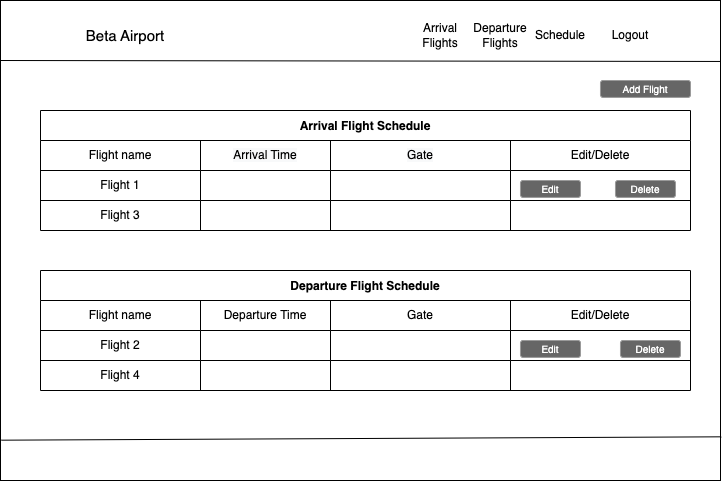 Beta Airport
Arrival
Flights
Departure
Flights
Schedule
Logout
Add Flight
Arrival Flight Schedule
Flight name Arrival Time Gate Edit/Delete
Flight 1 Edit Delete
Flight 3
Departure Flight Schedule
Flight name Departure Time Gate Edit/Delete
Flight 2 Edit Delete
Flight 4